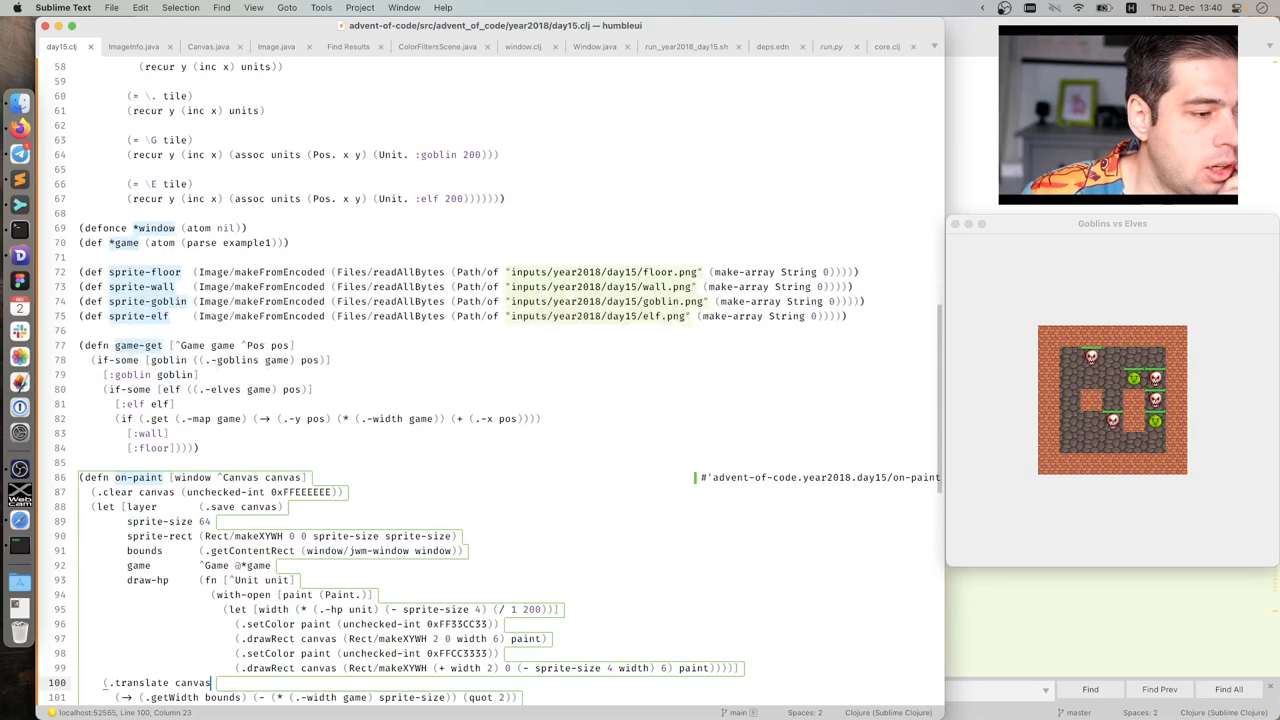 Sublime Text File Edit Selection Find View Goto Tools Project Window Help
Thu 2 Dec 13:40
advent-of-code/src/advent_of_code/year2018/day15.clj — humbleui
day15.clj ImageInfo.java Canvas.java Image.java Find Results ColorFiltersScene.java window.clj Window.java run_year2018_day15.sh deps.edn run.py core.clj
58 (recur y (inc x) units))
59
60 (= \. tile)
61 (recur y (inc x) units)
62
63 (= \G tile)
64 (recur y (inc x) (assoc units (Pos. x y) (Unit. :goblin 200)))
65
66 (= \E tile)
67 (recur y (inc x) (assoc units (Pos. x y) (Unit. :elf 200))))))
68
69 (defonce *window (atom nil))
70 (def *game (atom (parse example1)))
71
72 (def sprite-floor (Image/makeFromEncoded (Files/readAllBytes (Path/of "inputs/year2018/day15/floor.png" (make-array String 0)))))
73 (def sprite-wall (Image/makeFromEncoded (Files/readAllBytes (Path/of "inputs/year2018/day15/wall.png" (make-array String 0)))))
74 (def sprite-goblin (Image/makeFromEncoded (Files/readAllBytes (Path/of "inputs/year2018/day15/goblin.png" (make-array String 0)))))
75 (def sprite-elf (Image/makeFromEncoded (Files/readAllBytes (Path/of "inputs/year2018/day15/elf.png" (make-array String 0)))))
76
77 (defn game-get [^Game game ^Pos pos]
78 (if-some [goblin ((.-goblins game) pos)]
79 [:goblin goblin]
80 (if-some [elf ((.-elves game) pos)]
81 [:elf elf]
82 (if (.get (.-map game) (-> (.-y pos) (* (.-width game)) (+ (.-x pos))))
83 [:wall]
84 [:floor]))))
85
86 (defn on-paint [window ^Canvas canvas] #'advent-of-code.year2018.day15/on-paint
87 (.clear canvas (unchecked-int 0xFFEEEEEE))
88 (let [layer (.save canvas)
89 sprite-size 64
90 sprite-rect (Rect/makeXYWH 0 0 sprite-size sprite-size)
91 bounds (.getContentRect (window/jwm-window window))
92 game ^Game @*game
93 draw-hp (fn [^Unit unit]
94 (with-open [paint (Paint.)]
95 (let [width (* (.-hp unit) (- sprite-size 4) (/ 1 200))]
96 (.setColor paint (unchecked-int 0xFF33CC33))
97 (.drawRect canvas (Rect/makeXYWH 2 0 width 6) paint)
98 (.setColor paint (unchecked-int 0xFFCC3333))
99 (.drawRect canvas (Rect/makeXYWH (+ width 2) 0 (- sprite-size 4 width) 6) paint))))]
100 (.translate canvas
101 (-> (.getWidth bounds) (- (* (.-width game) sprite-size)) (quot 2))
localhost:52565, Line 100, Column 23 main 8 Spaces: 2 Clojure (Sublime Clojure)
Goblins vs Elves
Find Find Prev Find All
master Spaces: 2 Clojure (Sublime Clojure)
DEC
2
Web
cam